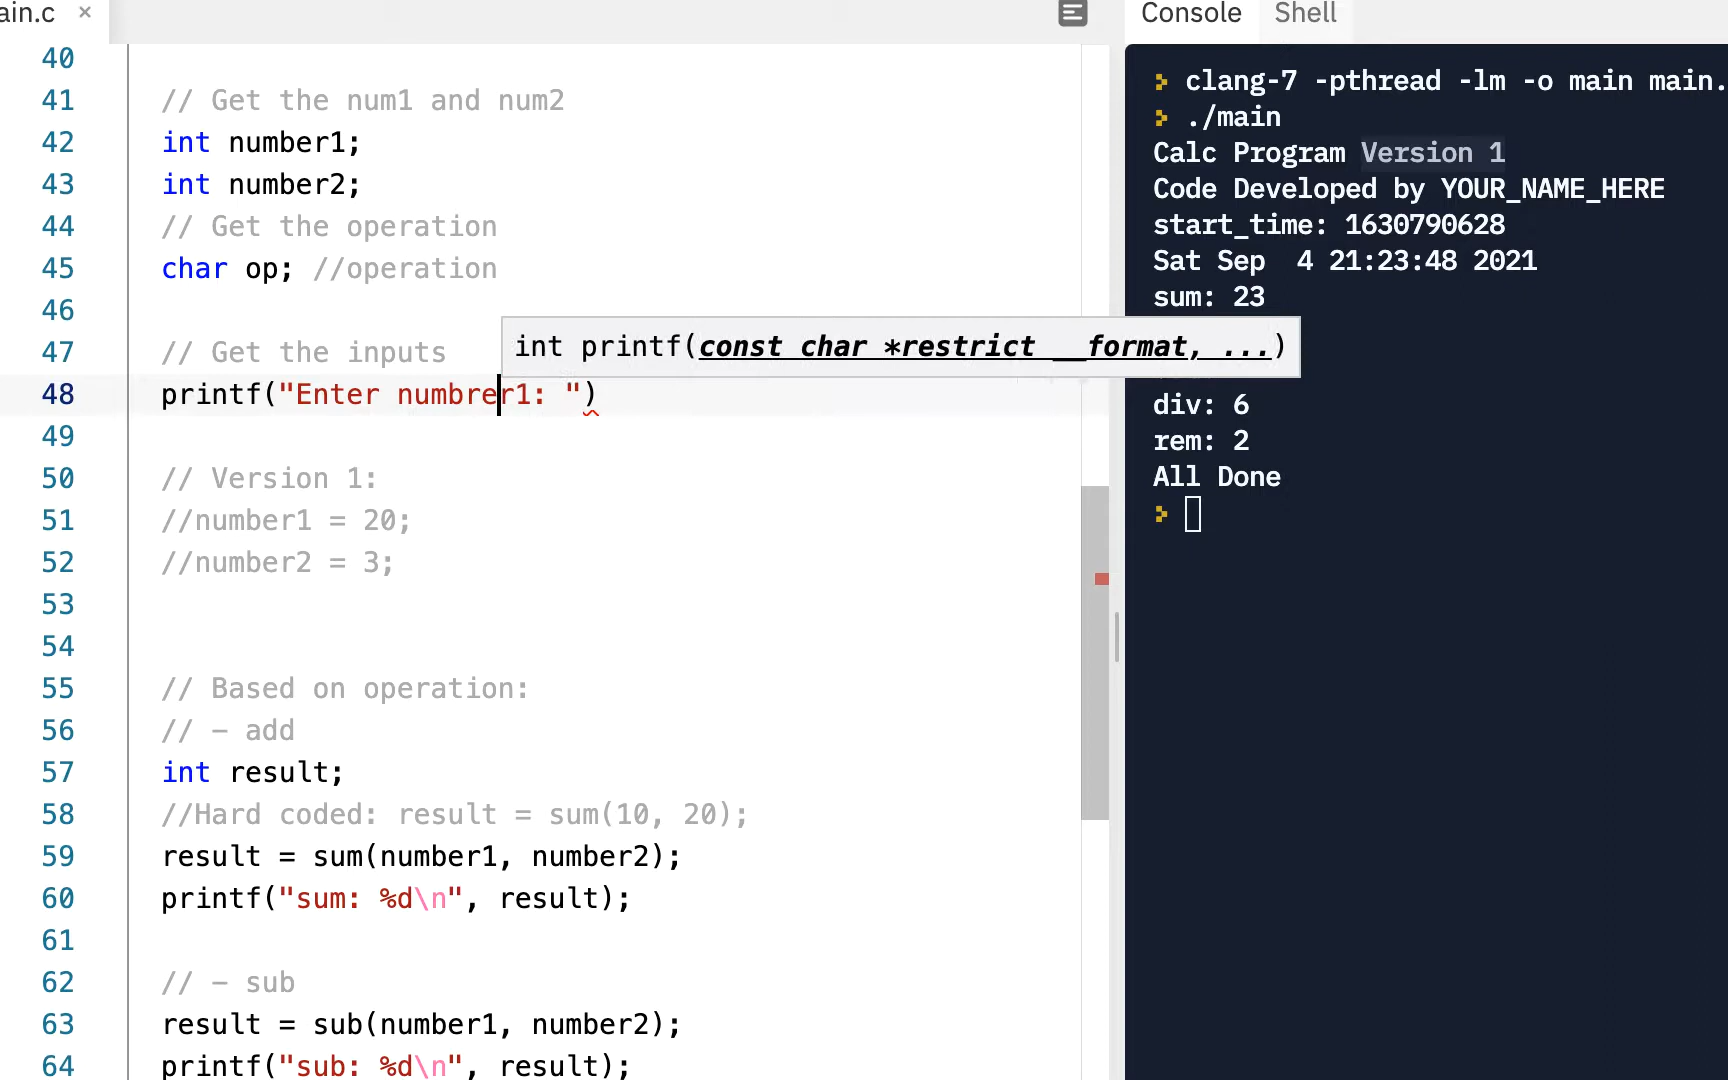 ain.c ×
40
41 // Get the num1 and num2
42 int number1;
43 int number2;
44 // Get the operation
45 char op; //operation
46
47 // Get the inputs
int printf(const char *restrict __format, ...)
48 printf("Enter numbrer1: ")
49
50 // Version 1:
51 //number1 = 20;
52 //number2 = 3;
53
54
55 // Based on operation:
56 // – add
57 int result;
58 //Hard coded: result = sum(10, 20);
59 result = sum(number1, number2);
60 printf("sum: %d\n", result);
61
62 // – sub
63 result = sub(number1, number2);
64 printf("sub: %d\n", result);
Console Shell
clang-7 -pthread -lm -o main main.
./main
Calc Program Version 1
Code Developed by YOUR_NAME_HERE
start_time: 1630790628
Sat Sep  4 21:23:48 2021
sum: 23
div: 6
rem: 2
All Done